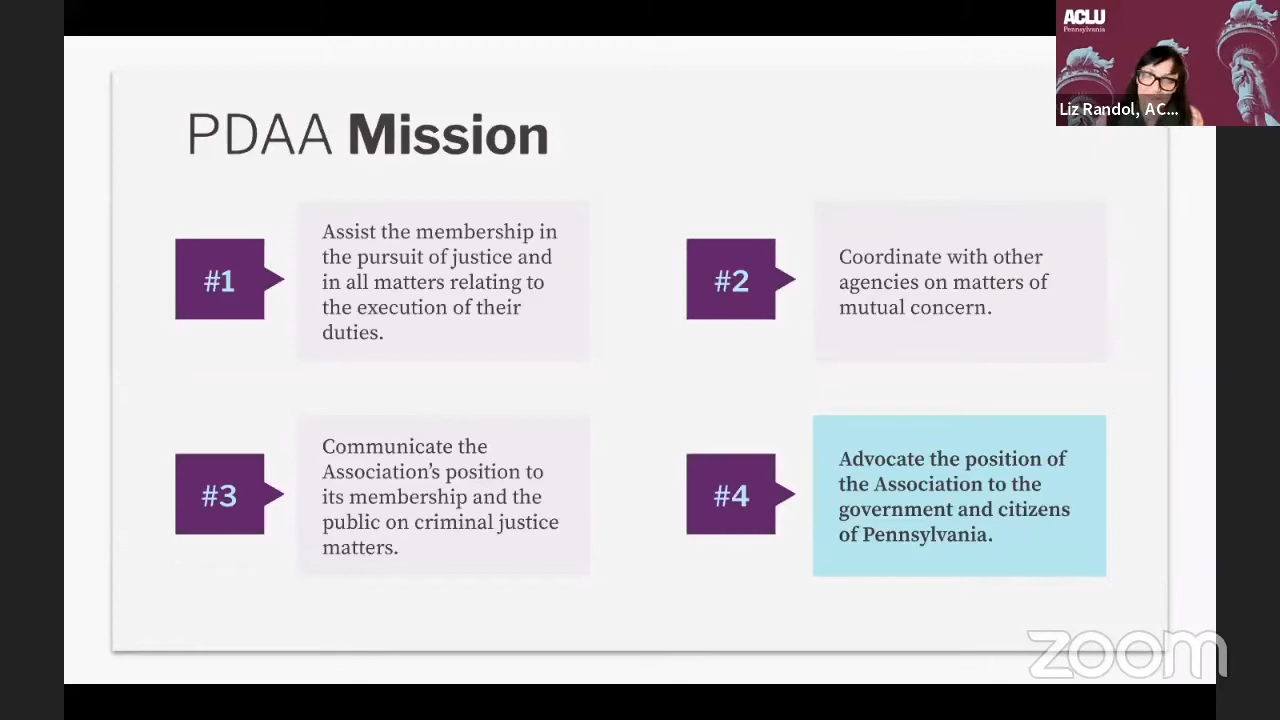 ACLU
Pennsylvania
Liz Randol, AC...
PDAA Mission
#1
Assist the membership in
the pursuit of justice and
in all matters relating to
the execution of their
duties.
#2
Coordinate with other
agencies on matters of
mutual concern.
#3
Communicate the
Association’s position to
its membership and the
public on criminal justice
matters.
#4
Advocate the position of
the Association to the
government and citizens
of Pennsylvania.
zoom